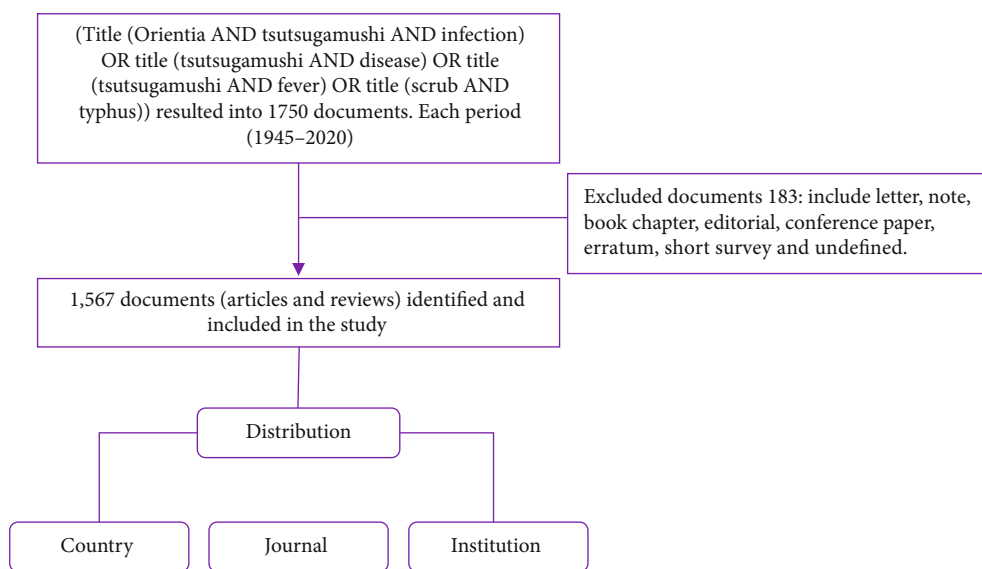 (Title (Orientia AND tsutsugamushi AND infection)
OR title (tsutsugamushi AND disease) OR title
(tsutsugamushi AND fever) OR title (scrub AND
typhus)) resulted into 1750 documents. Each period
(1945–2020)
Excluded documents 183: include letter, note,
book chapter, editorial, conference paper,
erratum, short survey and undefined.
1,567 documents (articles and reviews) identified and
included in the study
Distribution
Country
Journal
Institution